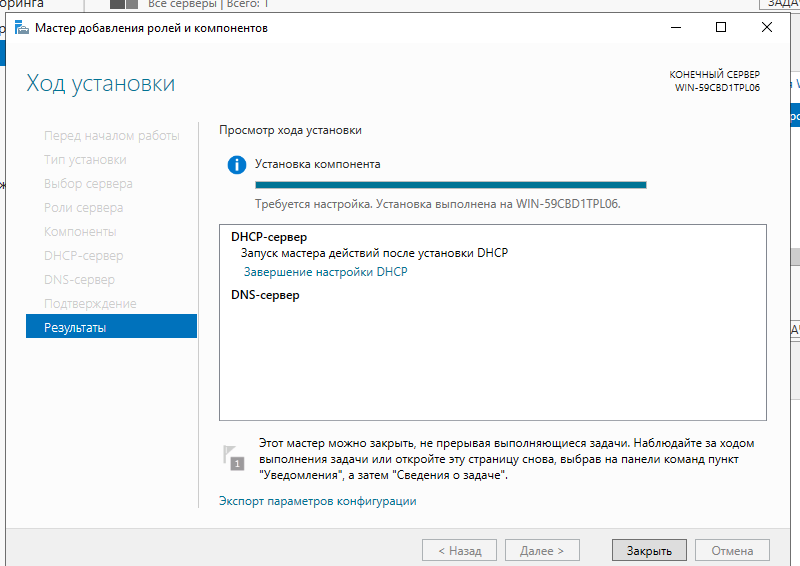 оринга
Все серверы | Всего: 1
ЗАДА
Мастер добавления ролей и компонентов
Ход установки
КОНЕЧНЫЙ СЕРВЕР
WIN-59CBD1TPL06
Перед началом работы
Тип установки
Выбор сервера
Роли сервера
Компоненты
DHCP-сервер
DNS-сервер
Подтверждение
Результаты
Просмотр хода установки
Установка компонента
Требуется настройка. Установка выполнена на WIN-59CBD1TPL06.
DHCP-сервер
Запуск мастера действий после установки DHCP
Завершение настройки DHCP
DNS-сервер
1
Этот мастер можно закрыть, не прерывая выполняющиеся задачи. Наблюдайте за ходом
выполнения задачи или откройте эту страницу снова, выбрав на панели команд пункт
"Уведомления", а затем "Сведения о задаче".
Экспорт параметров конфигурации
< Назад
Далее >
Закрыть
Отмена